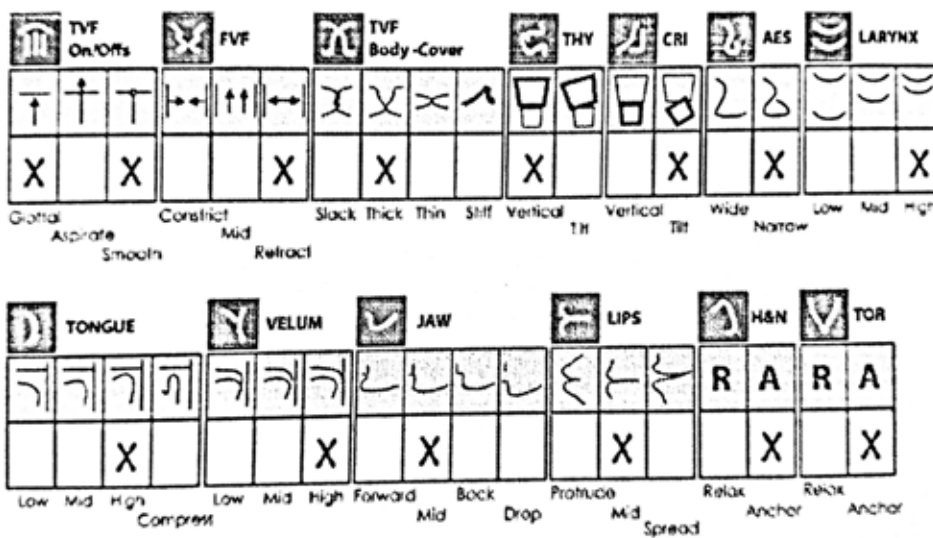 TVF On/Offs FVF TVF Body-Cover THY CRI AES LARYNX
X X X X X X X X
Glottal Aspirate Smooth Constrict Mid Retract Slack Thick Thin Stiff Vertical Tilt Vertical Tilt Wide Narrow Low Mid High
TONGUE VELUM JAW LIPS H&N TOR
R A R A
X X X X X X
Low Mid High Compress Low Mid High Forward Mid Back Drop Protrude Mid Spread Relax Anchor Relax Anchor